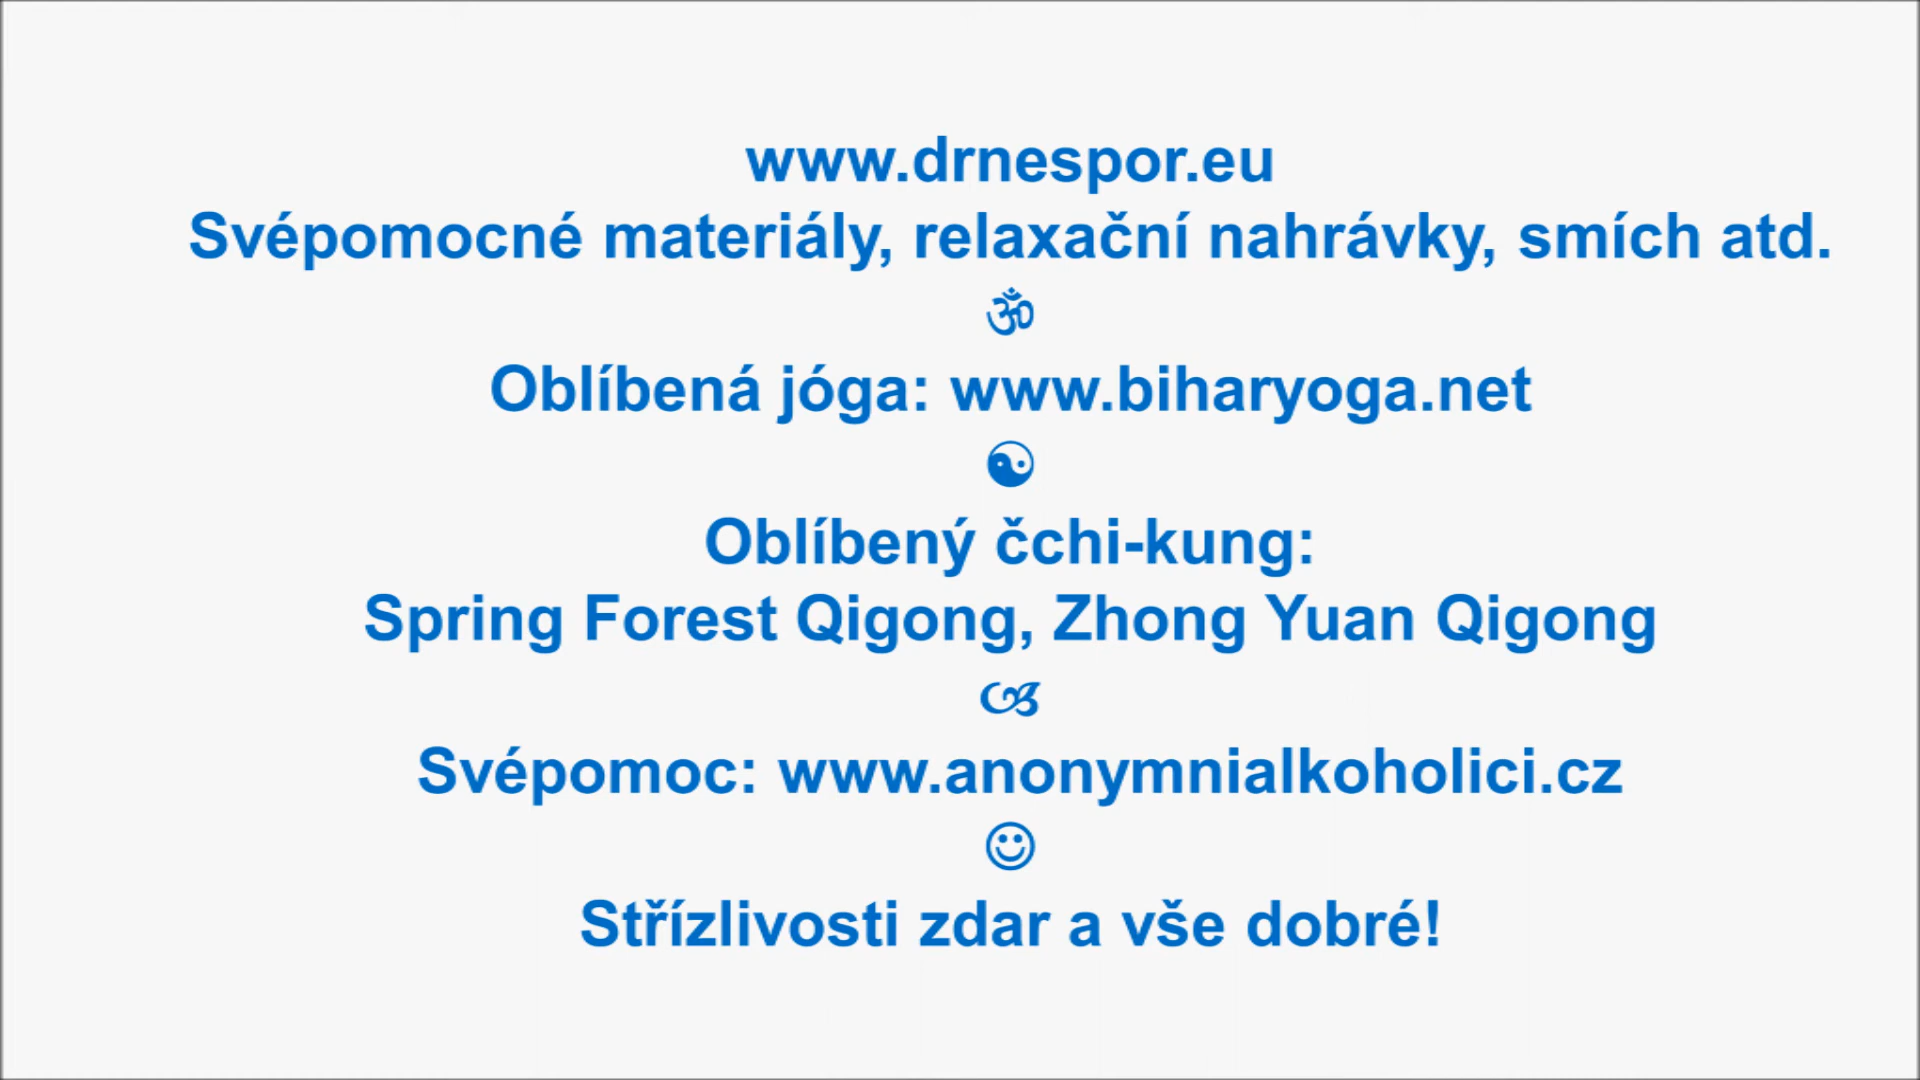 www.drnespor.eu
Svépomocné materiály, relaxační nahrávky, smích atd.
ॐ
Oblíbená jóga: www.biharyoga.net
☯
Oblíbený čchi-kung:
Spring Forest Qigong, Zhong Yuan Qigong
Svépomoc: www.anonymnialkoholici.cz
☺
Střízlivosti zdar a vše dobré!